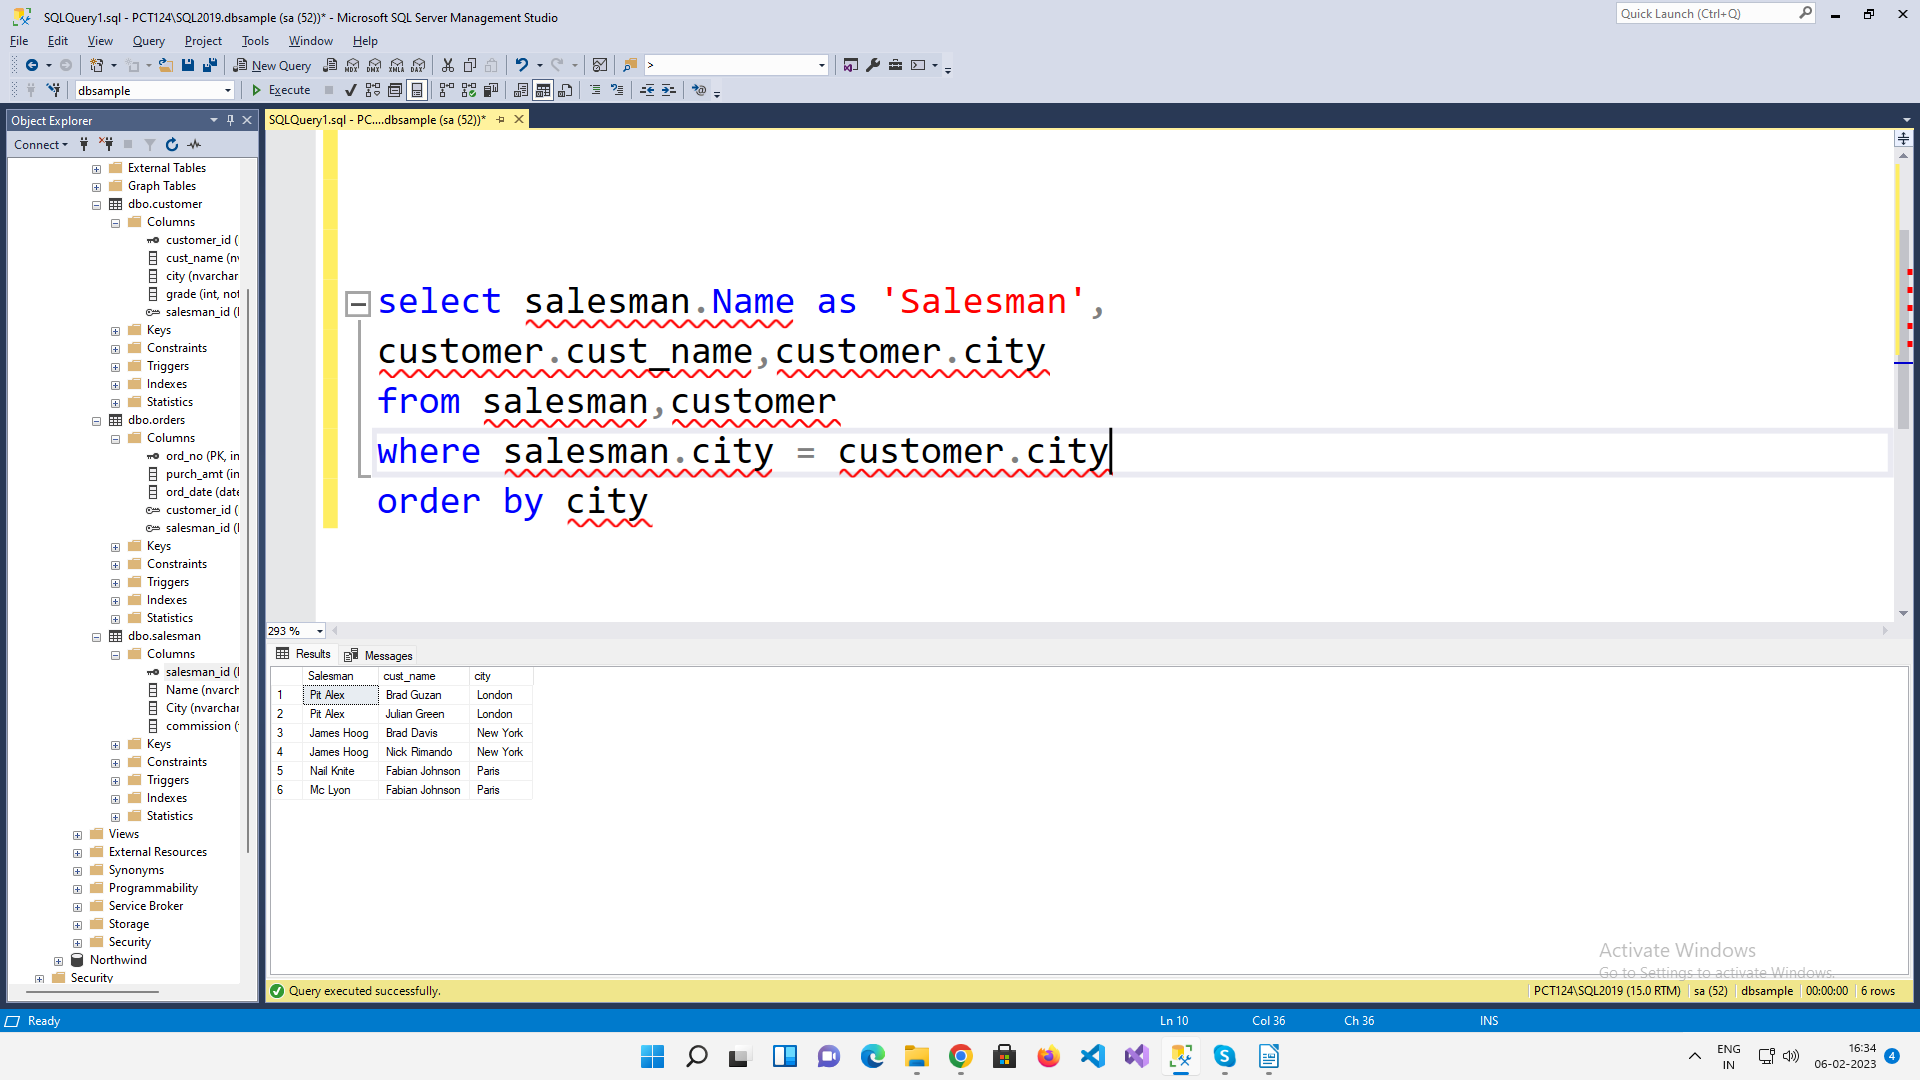 SQLQuery1.sql - PCT124\SQL2019.dbsample (sa (52))* - Microsoft SQL Server Management Studio
Quick Launch (Ctrl+Q)
File Edit View Query Project Tools Window Help
New Query
MDX DMX XMLA DAX
>
dbsample
Execute
Object Explorer
SQLQuery1.sql - PC....dbsample (sa (52))*
Connect
External Tables
Graph Tables
dbo.customer
Columns
customer_id (
cust_name (nv
city (nvarchar
grade (int, not
salesman_id (
Keys
Constraints
Triggers
Indexes
Statistics
dbo.orders
Columns
ord_no (PK, in
purch_amt (in
ord_date (date
customer_id (
salesman_id (
Keys
Constraints
Triggers
Indexes
Statistics
dbo.salesman
Columns
salesman_id (
Name (nvarch
City (nvarchar
commission (
Keys
Constraints
Triggers
Indexes
Statistics
Views
External Resources
Synonyms
Programmability
Service Broker
Storage
Security
Northwind
Security
select salesman.Name as 'Salesman',
customer.cust_name,customer.city
from salesman,customer
where salesman.city = customer.city
order by city
293 %
Results Messages
Salesman cust_name city
1 Pit Alex Brad Guzan London
2 Pit Alex Julian Green London
3 James Hoog Brad Davis New York
4 James Hoog Nick Rimando New York
5 Nail Knite Fabian Johnson Paris
6 Mc Lyon Fabian Johnson Paris
Activate Windows
Go to Settings to activate Windows.
Query executed successfully.
PCT124\SQL2019 (15.0 RTM) sa (52) dbsample 00:00:00 6 rows
Ready
Ln 10 Col 36 Ch 36 INS
ENG
IN
16:34
06-02-2023
4